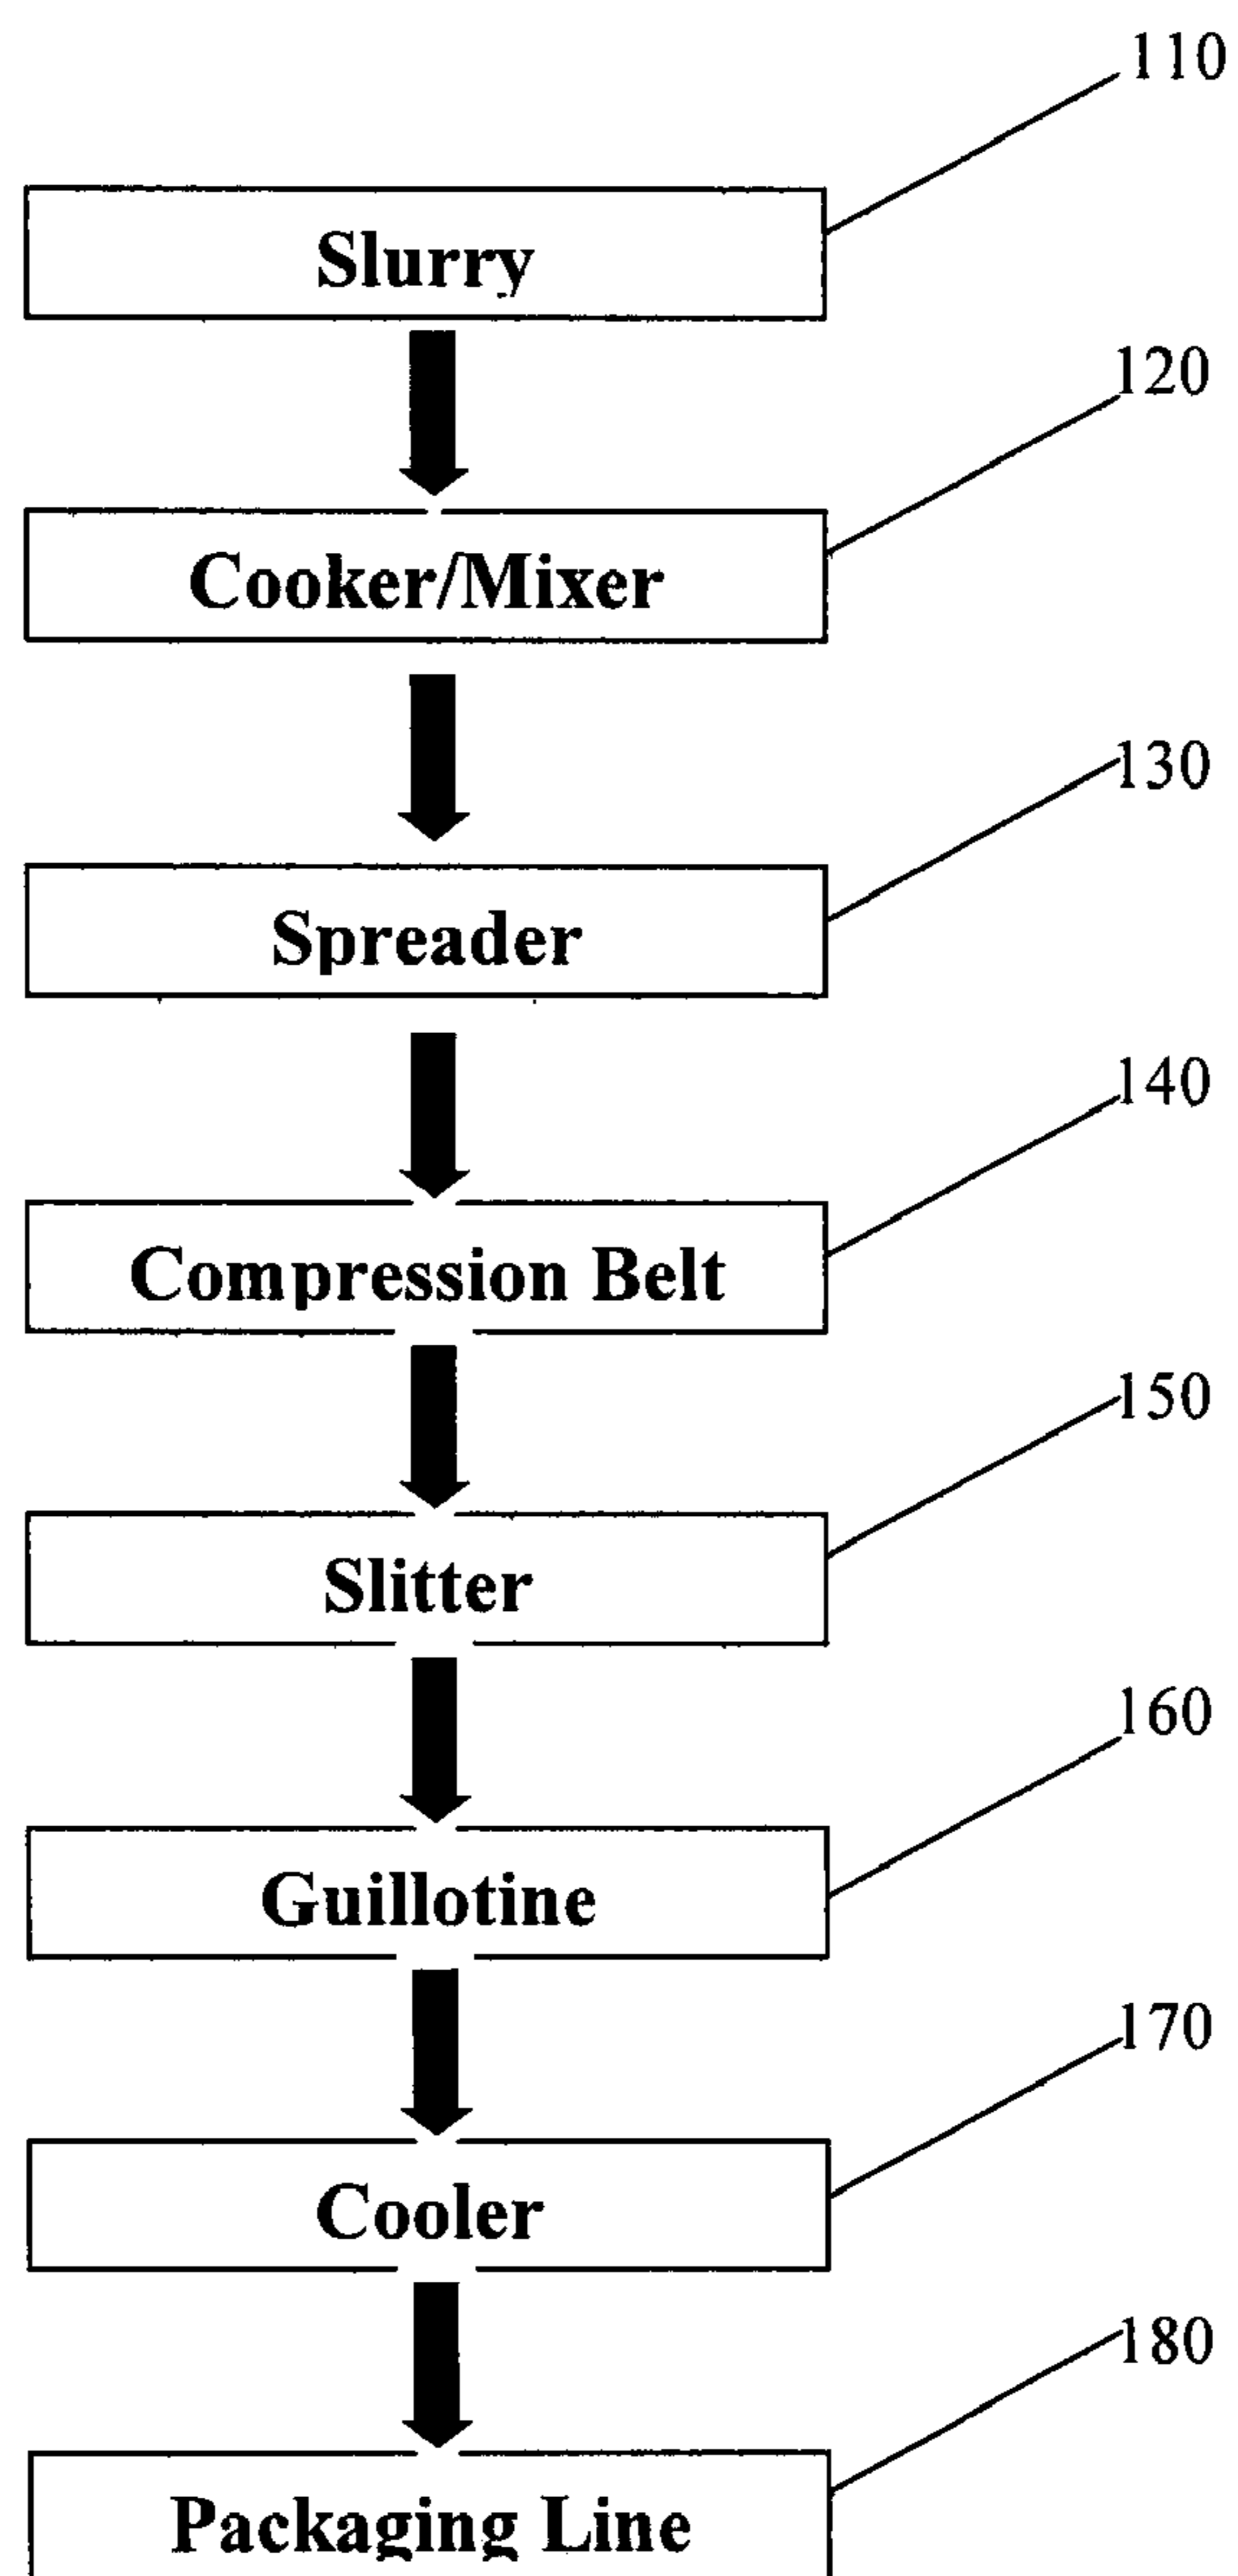 110
Slurry
120
Cooker/Mixer
130
Spreader
140
Compression Belt
150
Slitter
160
Guillotine
170
Cooler
180
Packaging Line